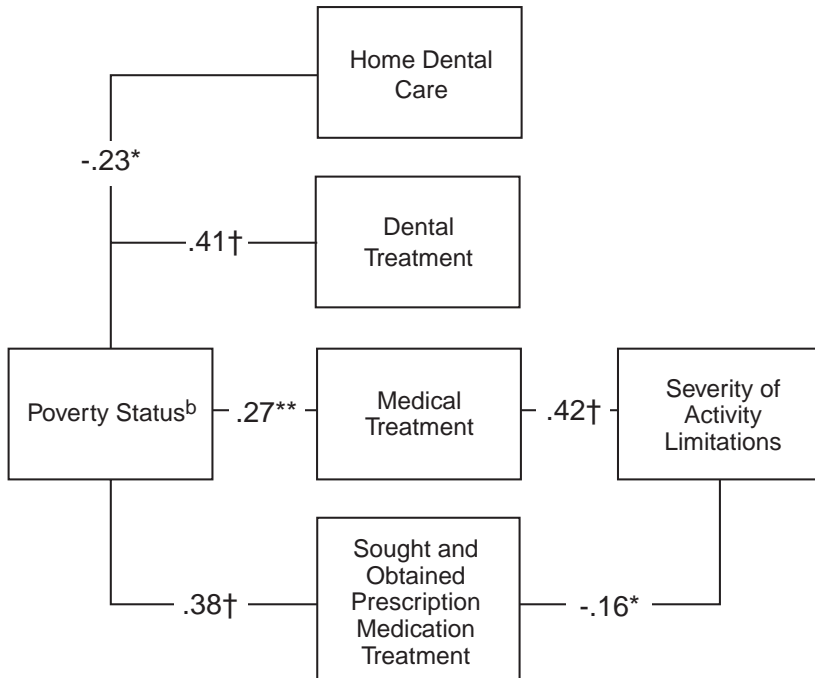 Home Dental
Care
-.23*
.41†
Dental
Treatment
Poverty Statusᵇ
.27**
Medical
Treatment
.42†
Severity of
Activity
Limitations
.38†
Sought and
Obtained
Prescription
Medication
Treatment
-.16*